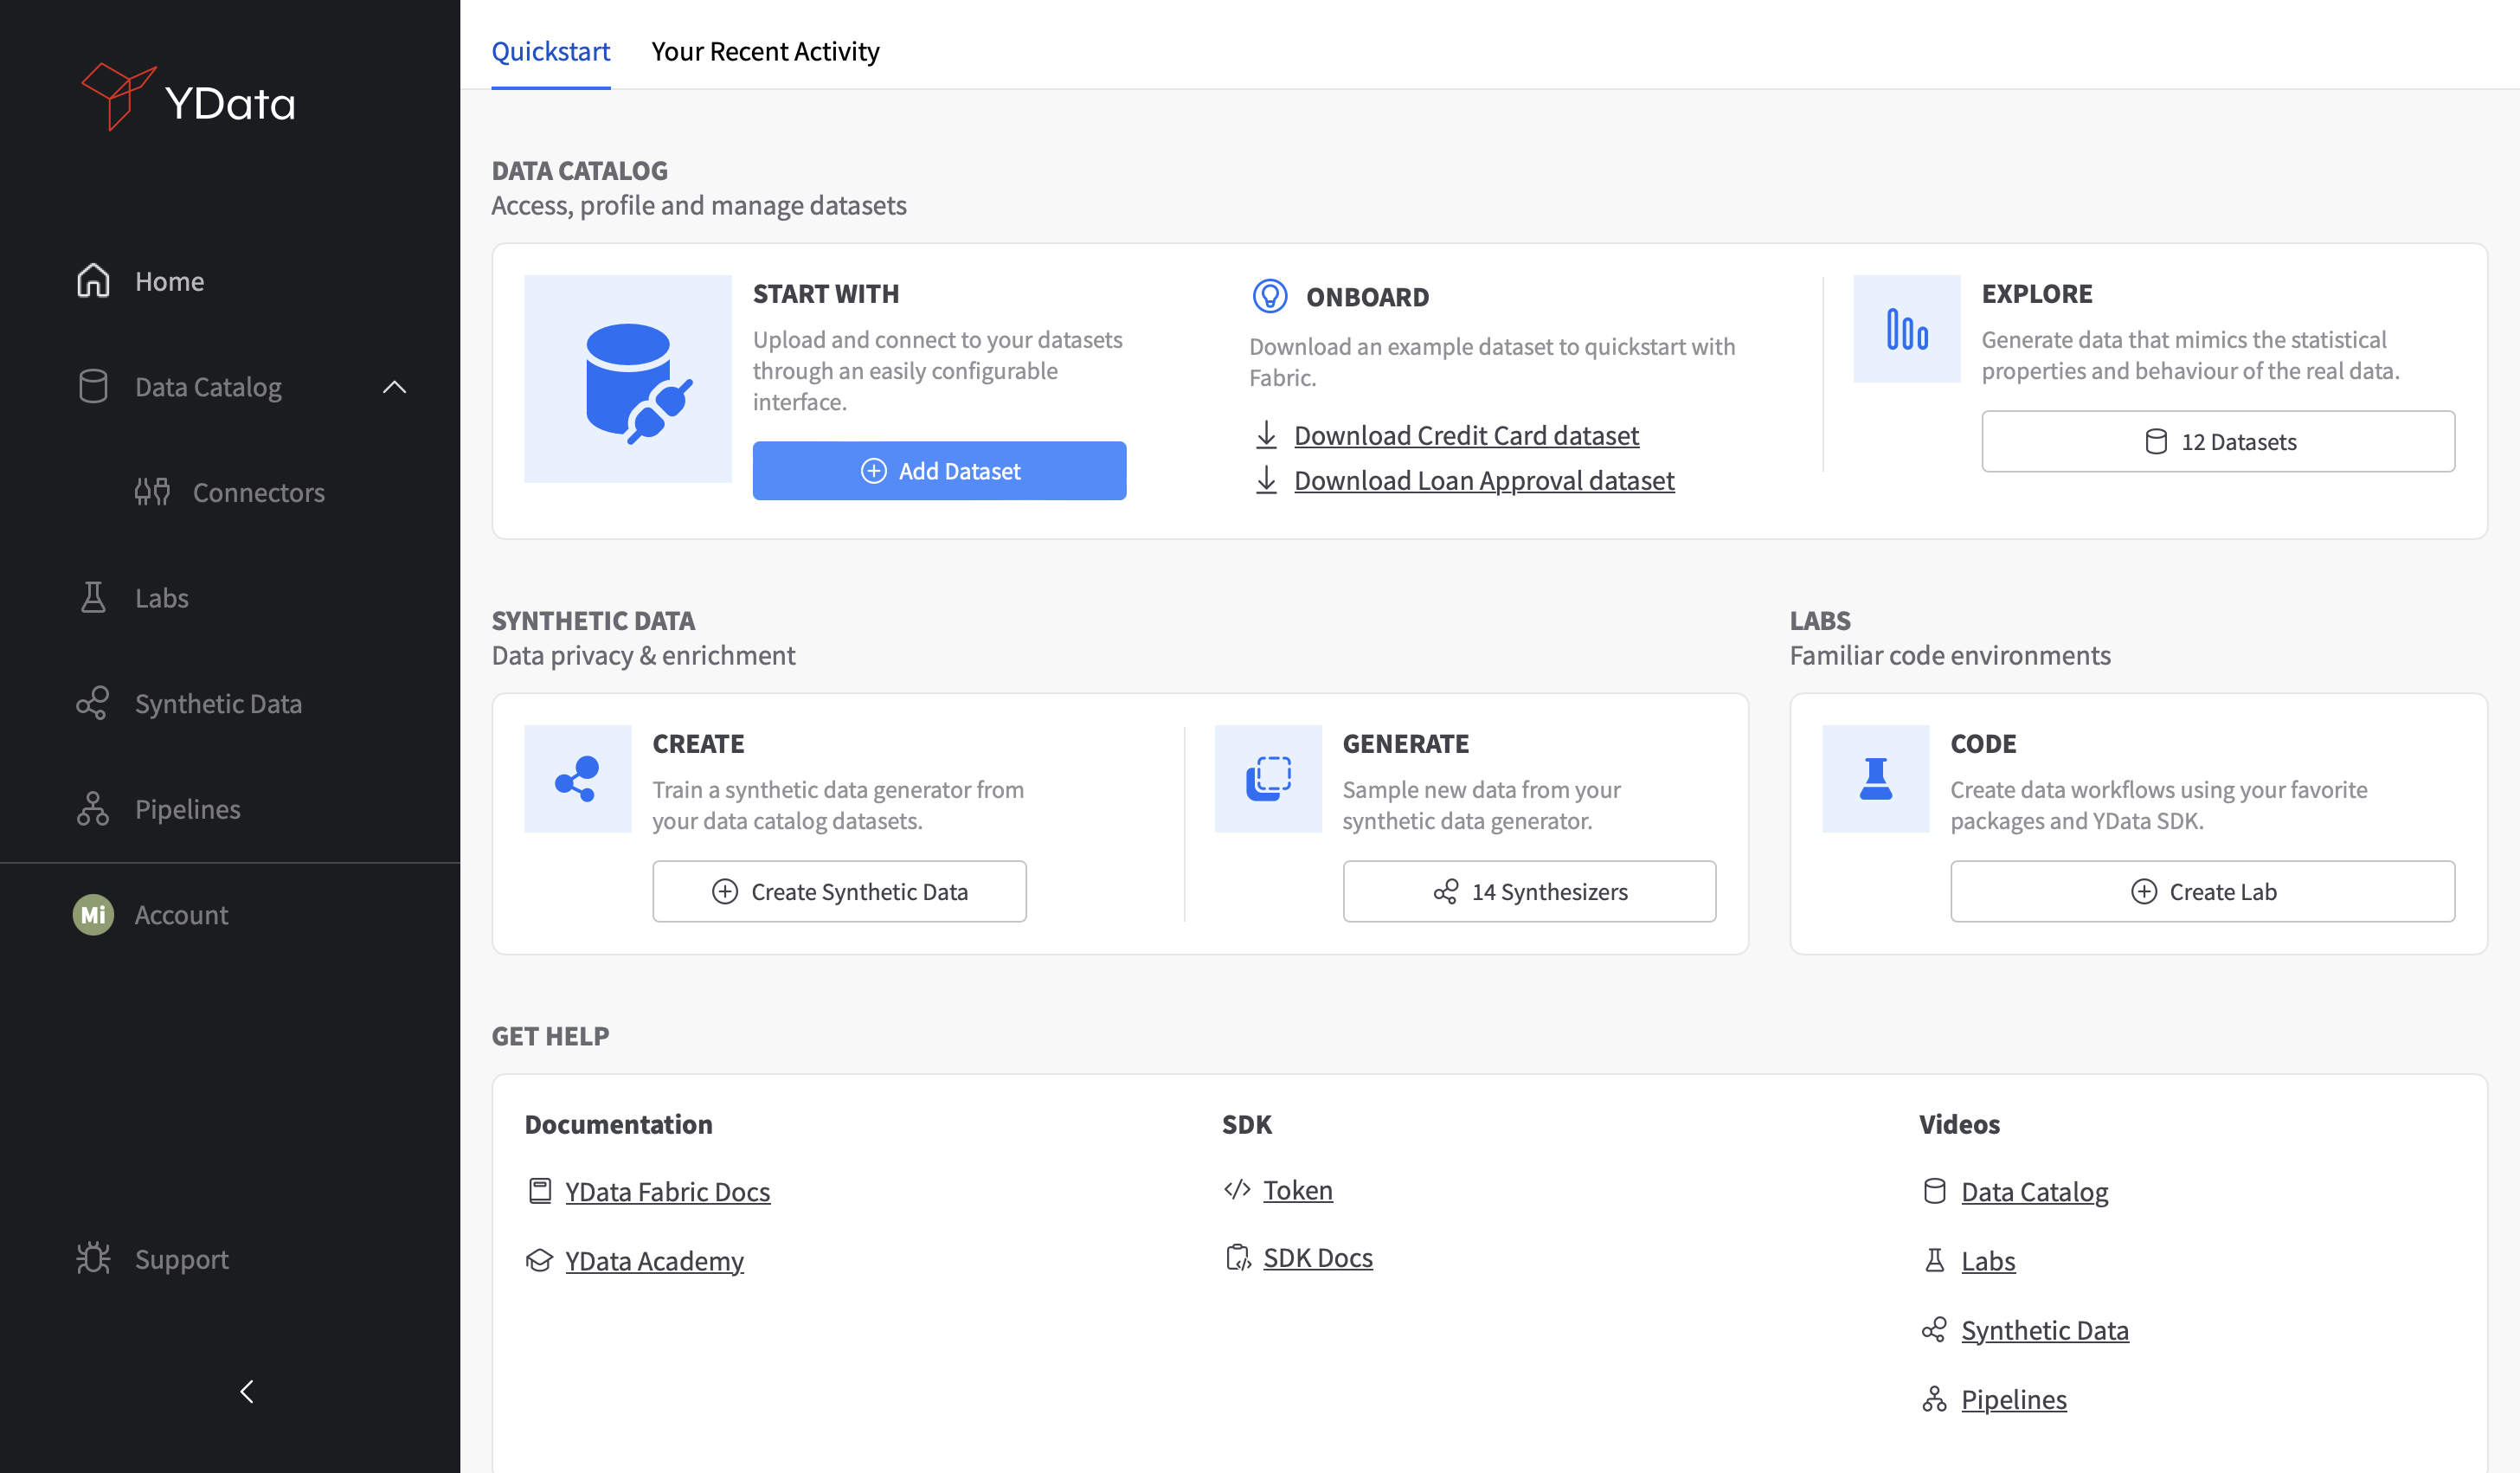 YData
Home
Data Catalog
Connectors
Labs
Synthetic Data
Pipelines
Mi
Account
Support
Quickstart
Your Recent Activity
DATA CATALOG
Access, profile and manage datasets
START WITH
Upload and connect to your datasets
through an easily configurable
interface.
Add Dataset
ONBOARD
Download an example dataset to quickstart with
Fabric.
Download Credit Card dataset
Download Loan Approval dataset
EXPLORE
Generate data that mimics the statistical
properties and behaviour of the real data.
12 Datasets
SYNTHETIC DATA
Data privacy & enrichment
CREATE
Train a synthetic data generator from
your data catalog datasets.
Create Synthetic Data
GENERATE
Sample new data from your
synthetic data generator.
14 Synthesizers
LABS
Familiar code environments
CODE
Create data workflows using your favorite
packages and YData SDK.
Create Lab
GET HELP
Documentation
YData Fabric Docs
YData Academy
SDK
Token
SDK Docs
Videos
Data Catalog
Labs
Synthetic Data
Pipelines